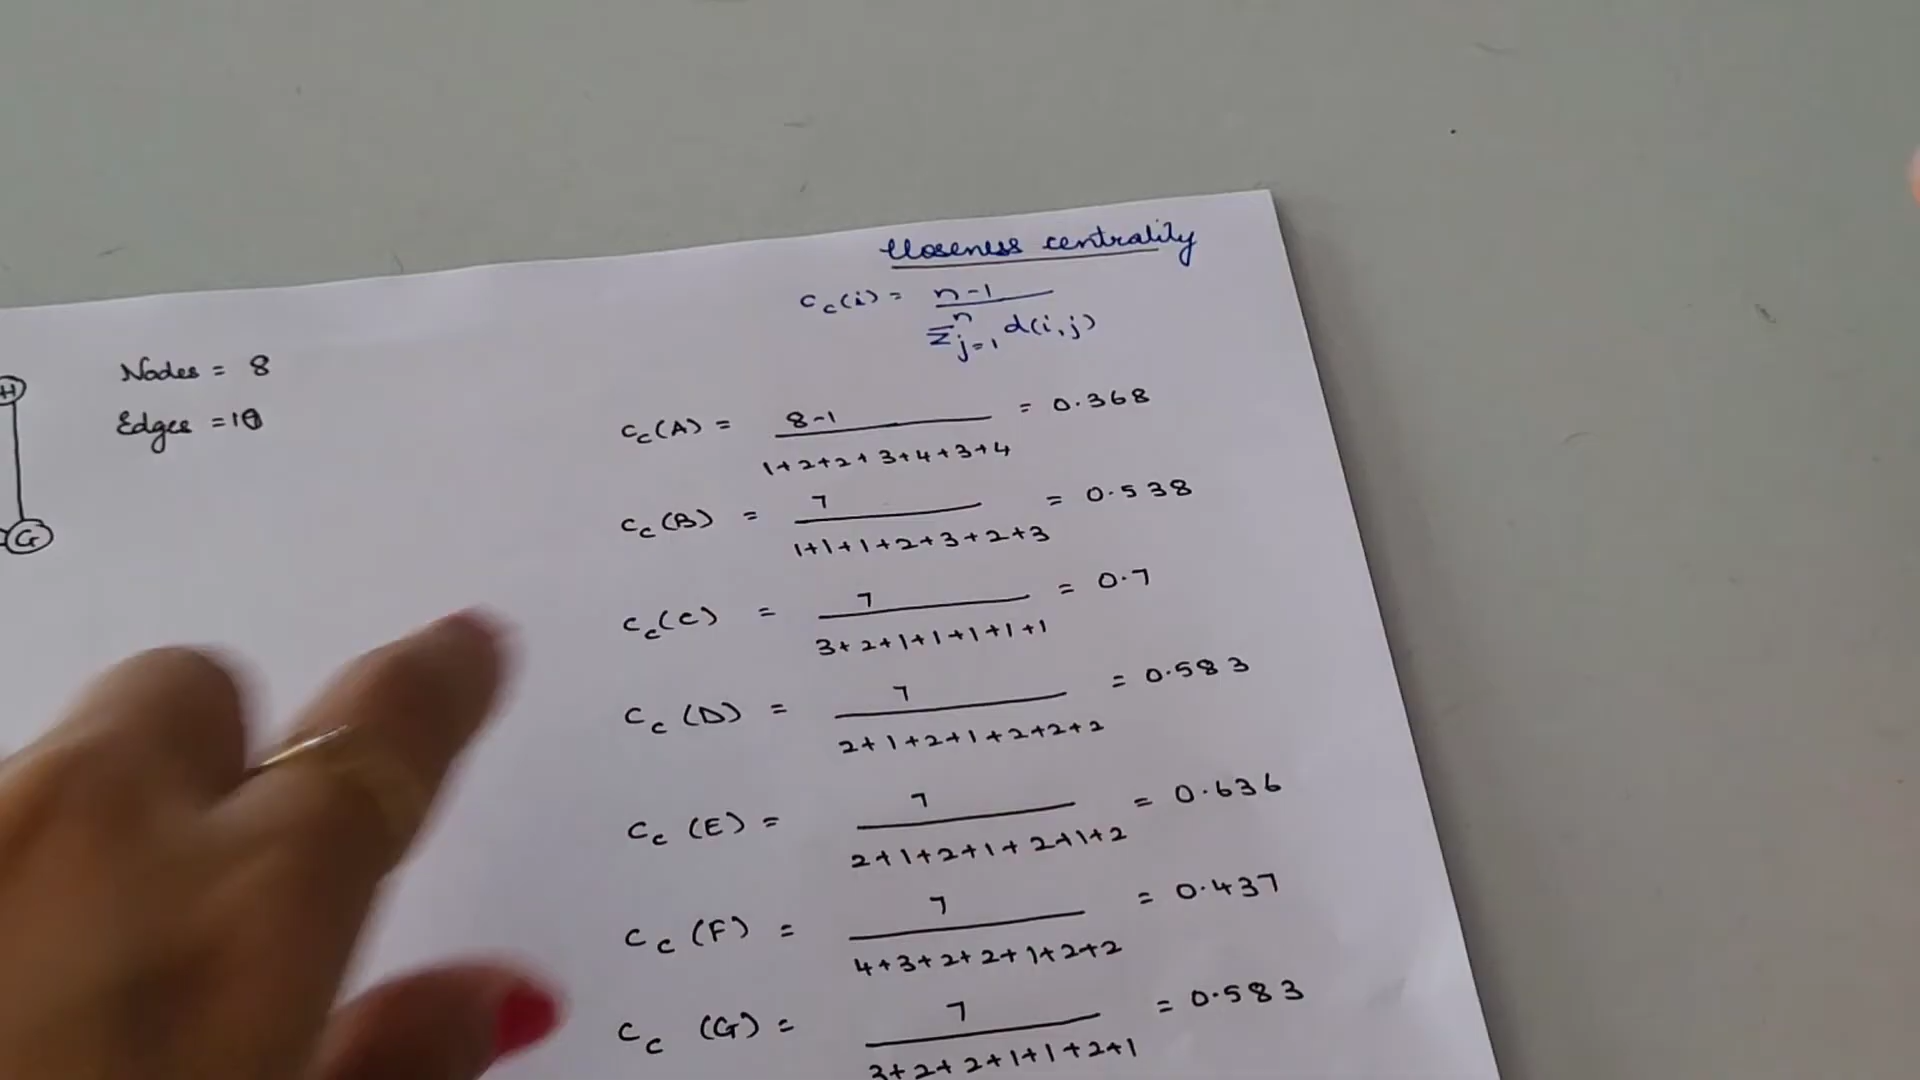 H
G
Nodes = 8
Edges = 10
Closeness centrality
Cc(i) = n-1 / Σⁿj=1 d(i,j)
Cc(A) = 8-1 / 1+2+2+3+4+3+4 = 0.368
Cc(B) = 7 / 1+1+1+2+3+2+3 = 0.538
Cc(C) = 7 / 3+2+1+1+1+1+1 = 0.7
Cc(D) = 7 / 2+1+2+1+2+2+2 = 0.583
Cc(E) = 7 / 2+1+2+1+2+1+2 = 0.636
Cc(F) = 7 / 4+3+2+2+1+2+2 = 0.437
Cc(G) = 7 / 3+2+2+1+1+2+1 = 0.583